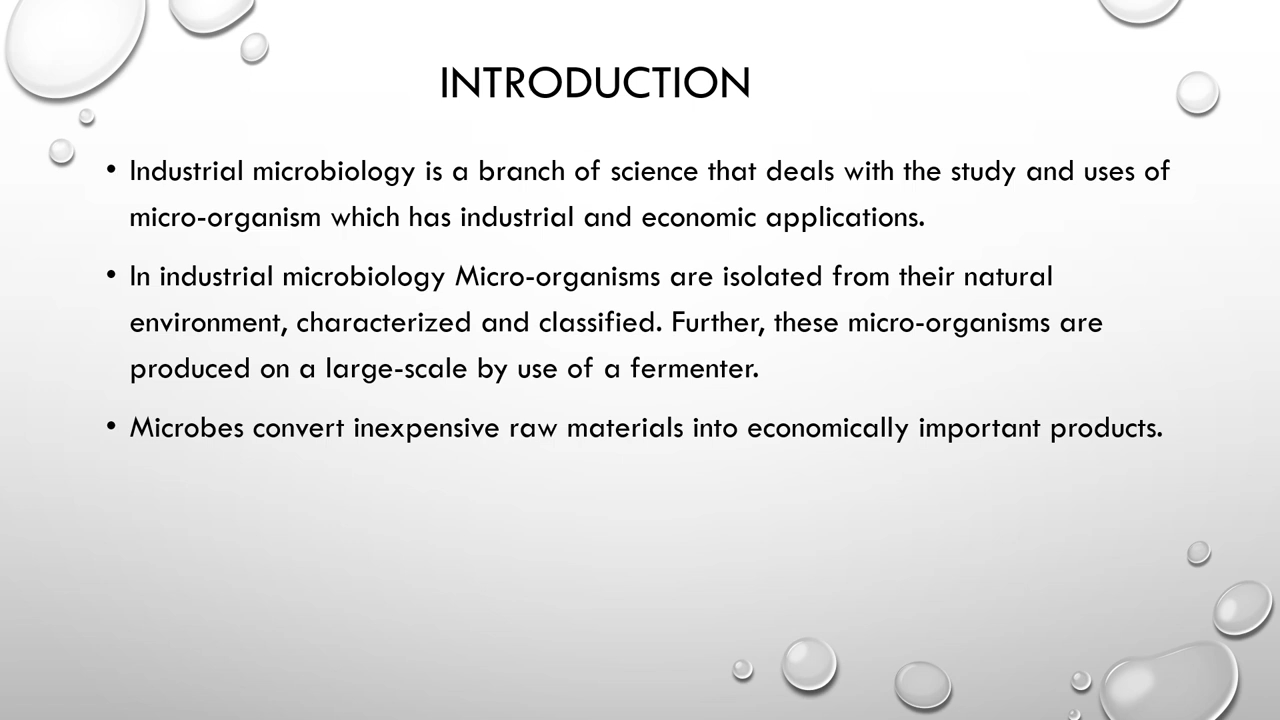 INTRODUCTION
• Industrial microbiology is a branch of science that deals with the study and uses of
micro-organism which has industrial and economic applications.
• In industrial microbiology Micro-organisms are isolated from their natural
environment, characterized and classified. Further, these micro-organisms are
produced on a large-scale by use of a fermenter.
• Microbes convert inexpensive raw materials into economically important products.